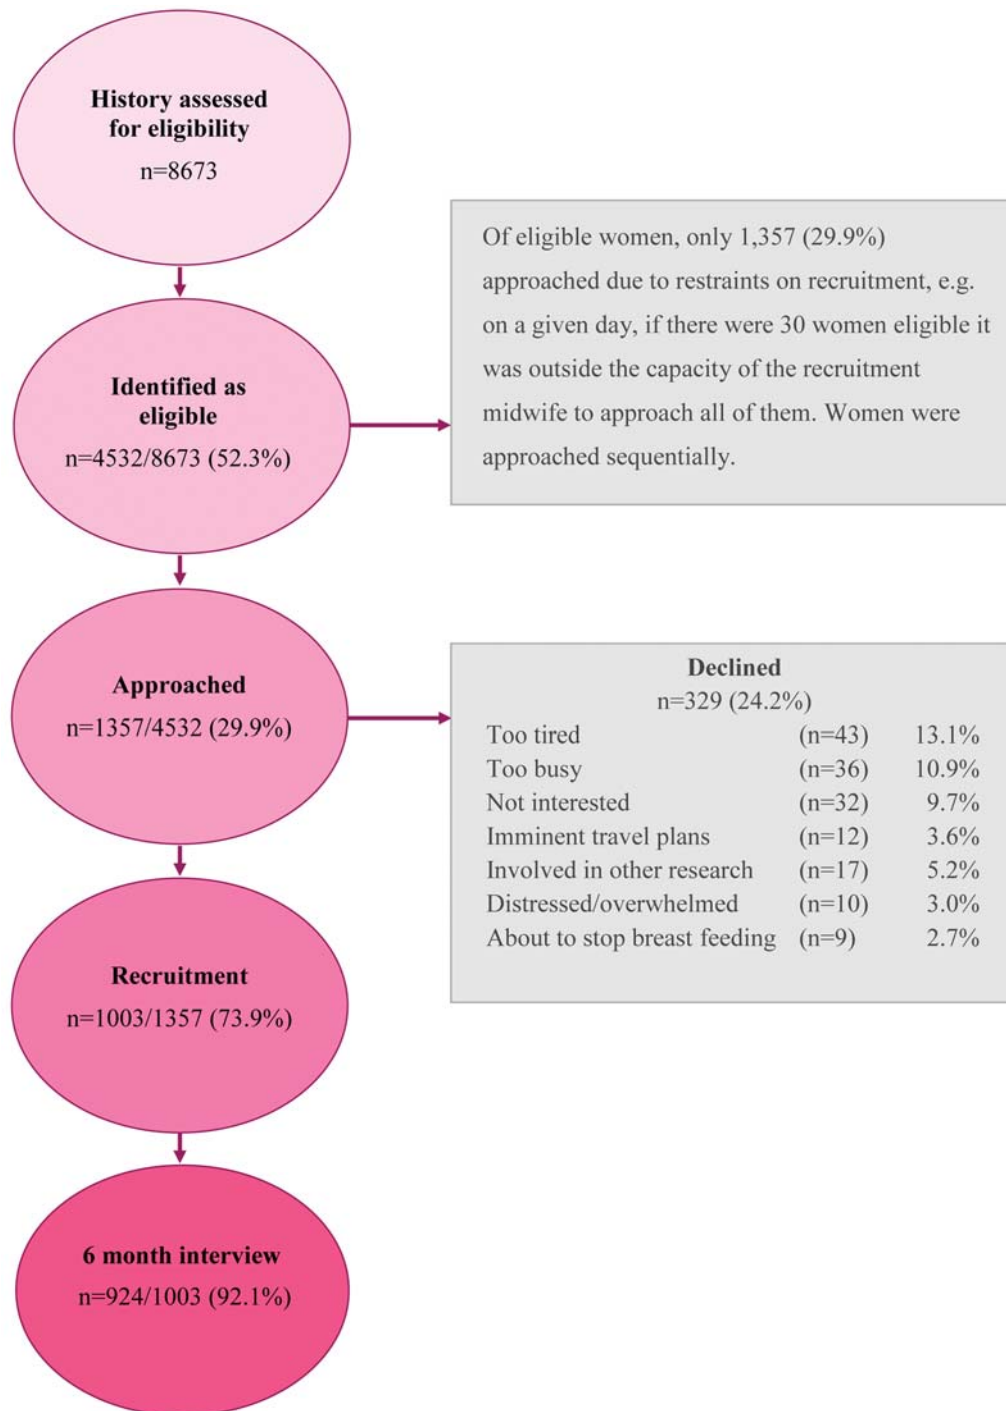 History assessed
for eligibility
n=8673
Of eligible women, only 1,357 (29.9%)
approached due to restraints on recruitment, e.g.
on a given day, if there were 30 women eligible it
was outside the capacity of the recruitment
midwife to approach all of them. Women were
approached sequentially.
Identified as
eligible
n=4532/8673 (52.3%)
Approached
n=1357/4532 (29.9%)
Declined
n=329 (24.2%)
Too tired (n=43) 13.1%
Too busy (n=36) 10.9%
Not interested (n=32) 9.7%
Imminent travel plans (n=12) 3.6%
Involved in other research (n=17) 5.2%
Distressed/overwhelmed (n=10) 3.0%
About to stop breast feeding (n=9) 2.7%
Recruitment
n=1003/1357 (73.9%)
6 month interview
n=924/1003 (92.1%)